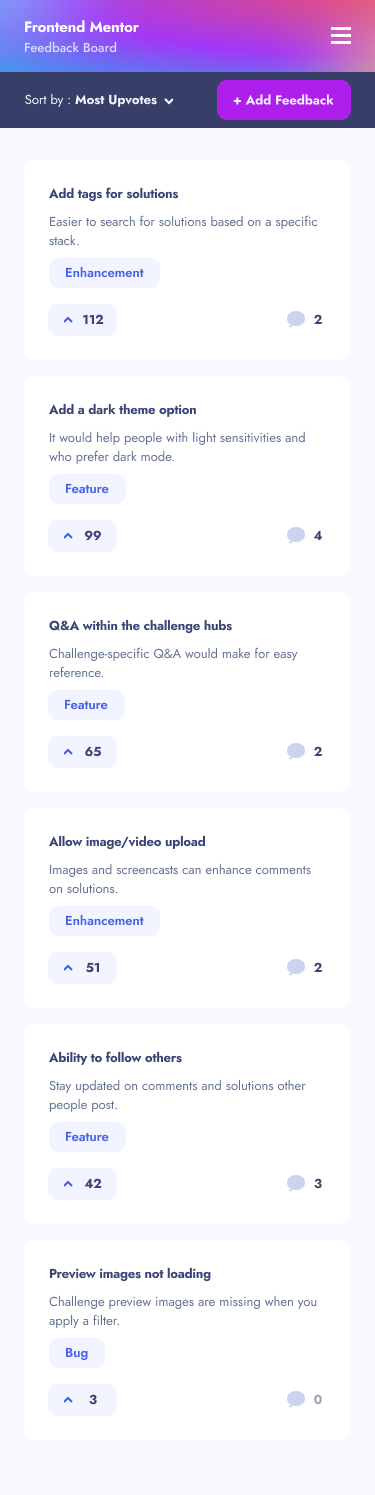 Frontend Mentor
Feedback Board
Sort by : Most Upvotes
+ Add Feedback
Add tags for solutions
Easier to search for solutions based on a specific
stack.
Enhancement
112
2
Add a dark theme option
It would help people with light sensitivities and
who prefer dark mode.
Feature
99
4
Q&A within the challenge hubs
Challenge-specific Q&A would make for easy
reference.
Feature
65
2
Allow image/video upload
Images and screencasts can enhance comments
on solutions.
Enhancement
51
2
Ability to follow others
Stay updated on comments and solutions other
people post.
Feature
42
3
Preview images not loading
Challenge preview images are missing when you
apply a filter.
Bug
3
0